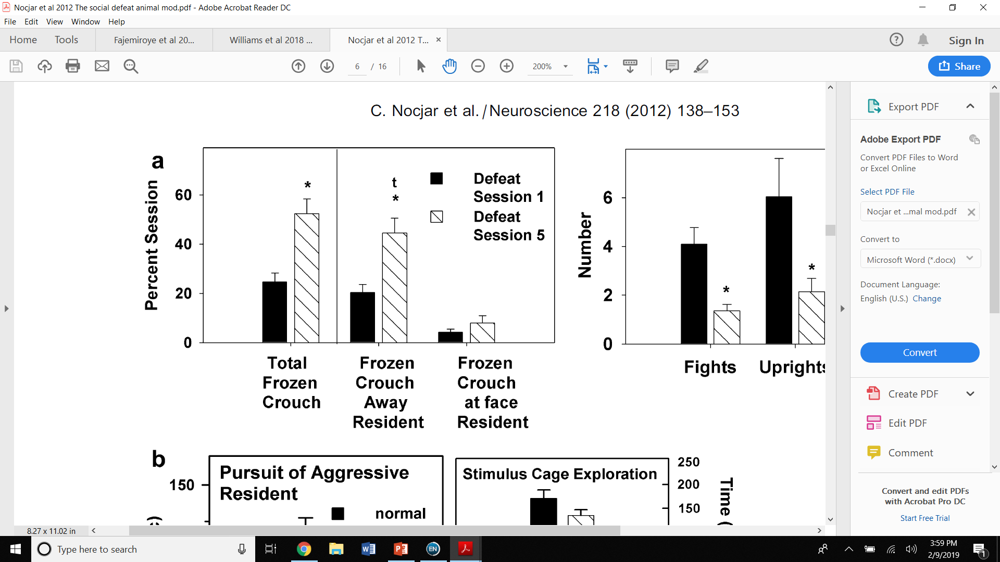 Nocjar et al 2012 The social defeat animal mod.pdf - Adobe Acrobat Reader DC
File Edit View Window Help
Home Tools Fajemiroye et al 20... Williams et al 2018 ... Nocjar et al 2012 T... × Sign In
6 / 16 200% Share
C. Nocjar et al. / Neuroscience 218 (2012) 138–153
a
Percent Session
60
40
20
0
*
t
*
Defeat
Session 1
Defeat
Session 5
Total
Frozen
Crouch
Frozen
Crouch
Away
Resident
Frozen
Crouch
at face
Resident
Number
6
4
2
0
*
*
Fights Uprights
b
150
Pursuit of Aggressive
Resident
normal
Stimulus Cage Exploration
250
200
150
Time (
Export PDF
Adobe Export PDF
Convert PDF Files to Word
or Excel Online
Select PDF File
Nocjar et ...mal mod.pdf
Convert to
Microsoft Word (*.docx)
Document Language:
English (U.S.) Change
Convert
Create PDF
Edit PDF
Comment
Convert and edit PDFs
with Acrobat Pro DC
Start Free Trial
8.27 x 11.02 in
Type here to search
EN
3:59 PM
2/9/2019
1